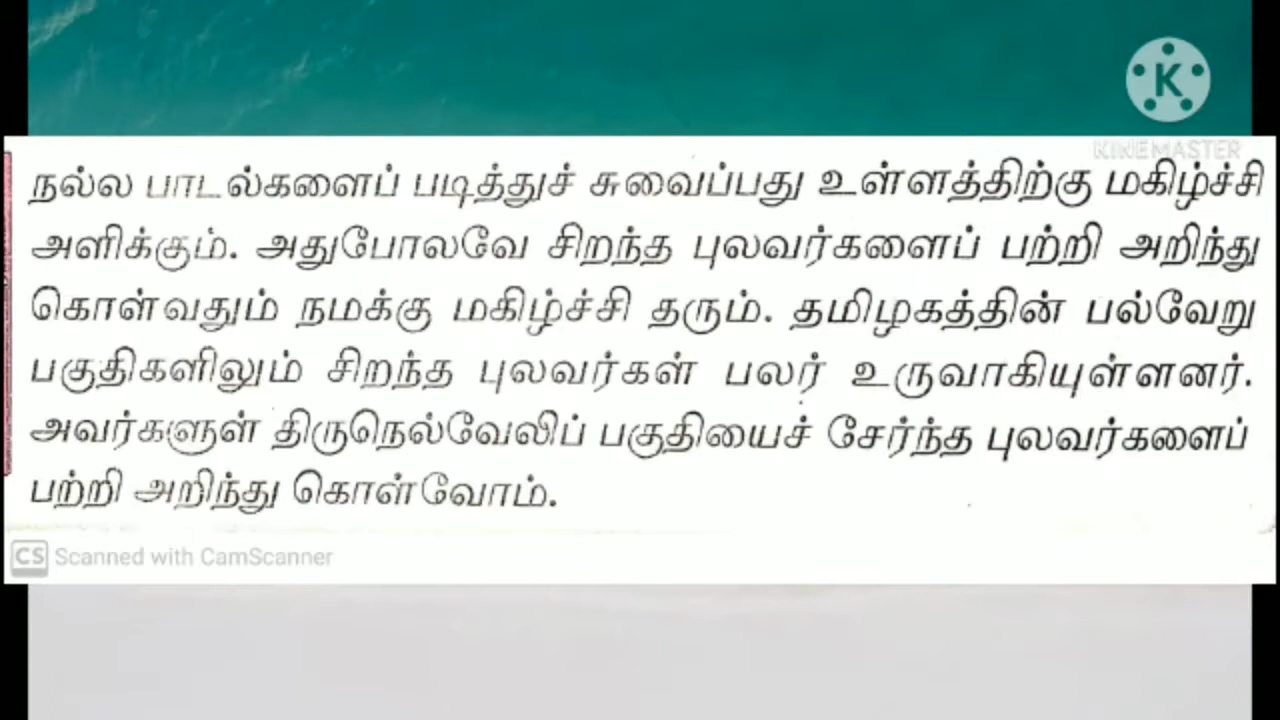 K
KINEMASTER
நல்ல பாடல்களைப் படித்துச் சுவைப்பது உள்ளத்திற்கு மகிழ்ச்சி
அளிக்கும். அதுபோலவே சிறந்த புலவர்களைப் பற்றி அறிந்து
கொள்வதும் நமக்கு மகிழ்ச்சி தரும். தமிழகத்தின் பல்வேறு
பகுதிகளிலும் சிறந்த புலவர்கள் பலர் உருவாகியுள்ளனர்.
அவர்களுள் திருநெல்வேலிப் பகுதியைச் சேர்ந்த புலவர்களைப்
பற்றி அறிந்து கொள்வோம்.
CS Scanned with CamScanner